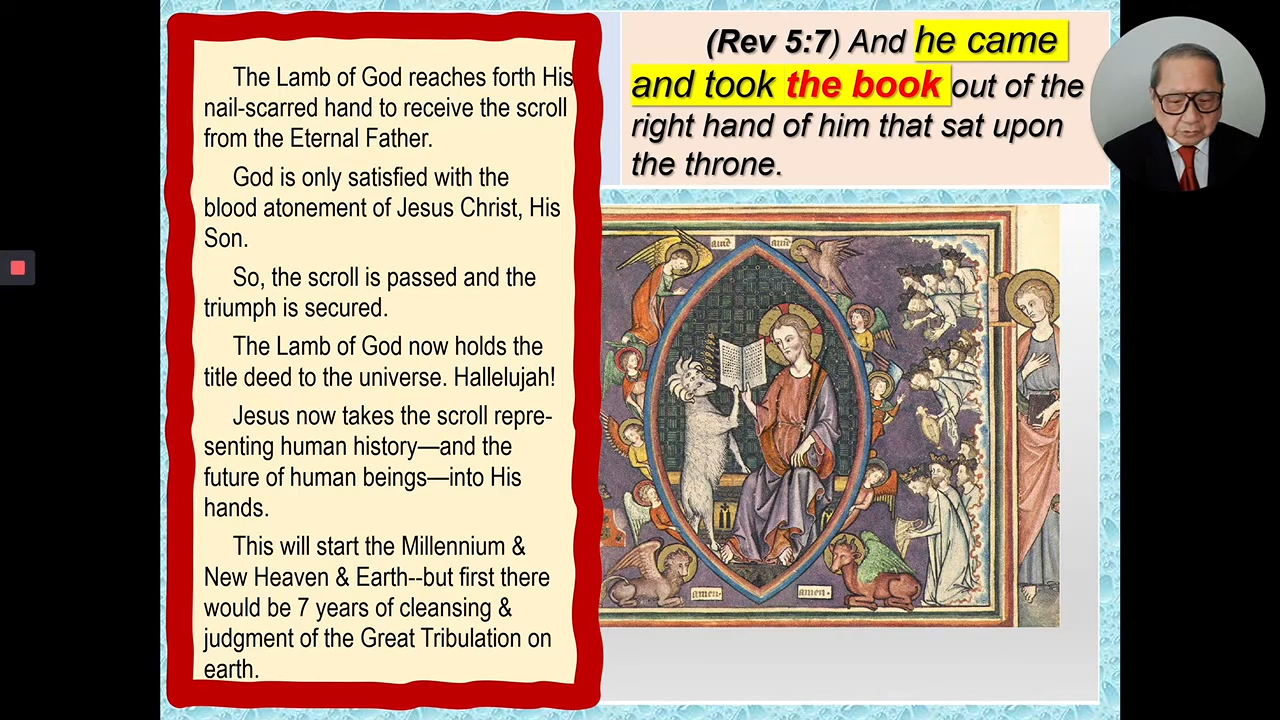 The Lamb of God reaches forth His
nail-scarred hand to receive the scroll
from the Eternal Father.
God is only satisfied with the
blood atonement of Jesus Christ, His
Son.
So, the scroll is passed and the
triumph is secured.
The Lamb of God now holds the
title deed to the universe. Hallelujah!
Jesus now takes the scroll repre-
senting human history—and the
future of human beings—into His
hands.
This will start the Millennium &
New Heaven & Earth--but first there
would be 7 years of cleansing &
judgment of the Great Tribulation on
earth.
(Rev 5:7) And he came
and took the book out of the
right hand of him that sat upon
the throne.
amen
amen